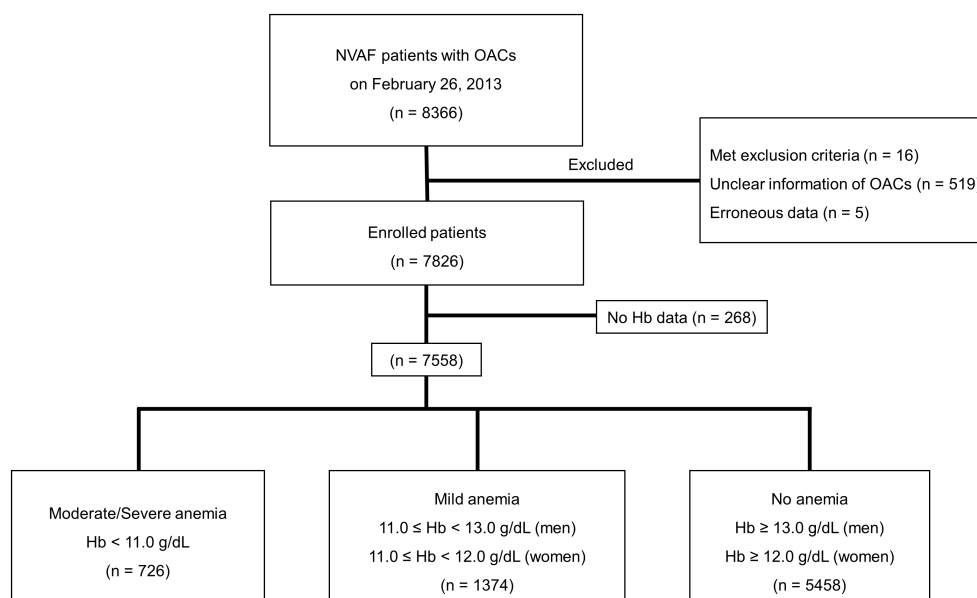 NVAF patients with OACs
on February 26, 2013
(n = 8366)
Excluded
Met exclusion criteria (n = 16)
Unclear information of OACs (n = 519)
Erroneous data (n = 5)
Enrolled patients
(n = 7826)
No Hb data (n = 268)
(n = 7558)
Moderate/Severe anemia
Hb < 11.0 g/dL
(n = 726)
Mild anemia
11.0 ≤ Hb < 13.0 g/dL (men)
11.0 ≤ Hb < 12.0 g/dL (women)
(n = 1374)
No anemia
Hb ≥ 13.0 g/dL (men)
Hb ≥ 12.0 g/dL (women)
(n = 5458)